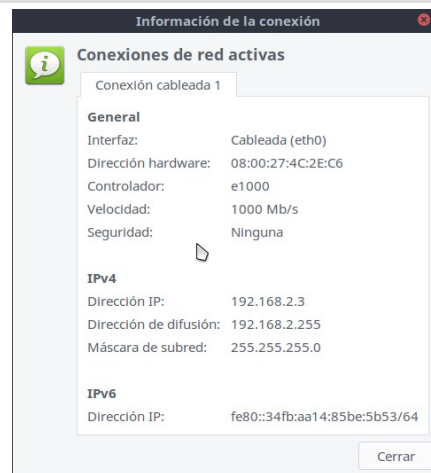 Información de la conexión
Conexiones de red activas
Conexión cableada 1
General
Interfaz: Cableada (eth0)
Dirección hardware: 08:00:27:4C:2E:C6
Controlador: e1000
Velocidad: 1000 Mb/s
Seguridad: Ninguna
IPv4
Dirección IP: 192.168.2.3
Dirección de difusión: 192.168.2.255
Máscara de subred: 255.255.255.0
IPv6
Dirección IP: fe80::34fb:aa14:85be:5b53/64
Cerrar